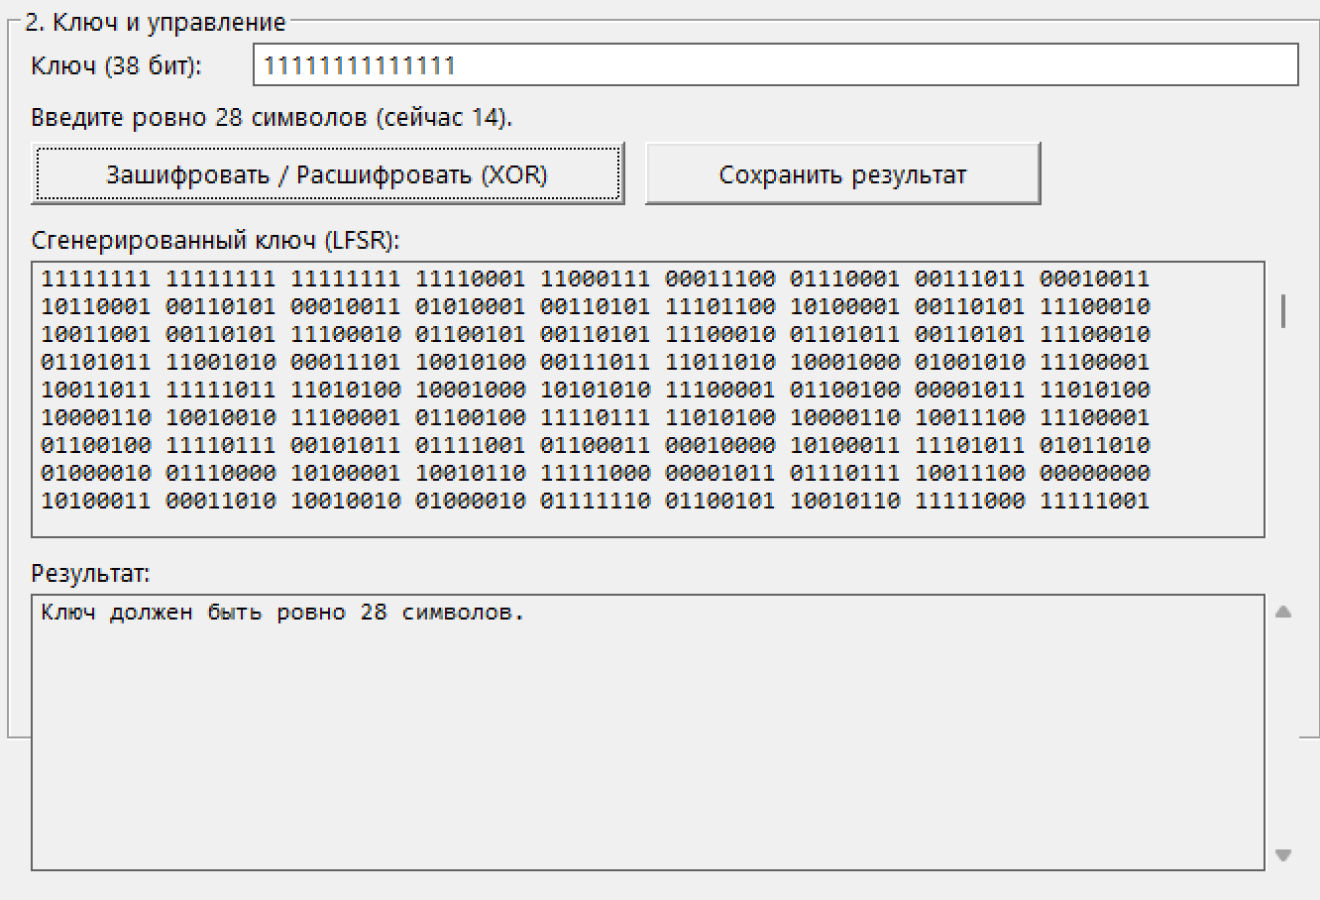 2. Ключ и управление
Ключ (38 бит): 11111111111111
Введите ровно 28 символов (сейчас 14).
Зашифровать / Расшифровать (XOR) Сохранить результат
Сгенерированный ключ (LFSR):
11111111 11111111 11111111 11110001 11000111 00011100 01110001 00111011 00010011
10110001 00110101 00010011 01010001 00110101 11101100 10100001 00110101 11100010
10011001 00110101 11100010 01100101 00110101 11100010 01101011 00110101 11100010
01101011 11001010 00011101 10010100 00111011 11011010 10001000 01001010 11100001
10011011 11111011 11010100 10001000 10101010 11100001 01100100 00001011 11010100
10000110 10010010 11100001 01100100 11110111 11010100 10000110 10011100 11100001
01100100 11110111 00101011 01111001 01100011 00010000 10100011 11101011 01011010
01000010 01110000 10100001 10010110 11111000 00001011 01110111 10011100 00000000
10100011 00011010 10010010 01000010 01111110 01100101 10010110 11111000 11111001
Результат:
Ключ должен быть ровно 28 символов.